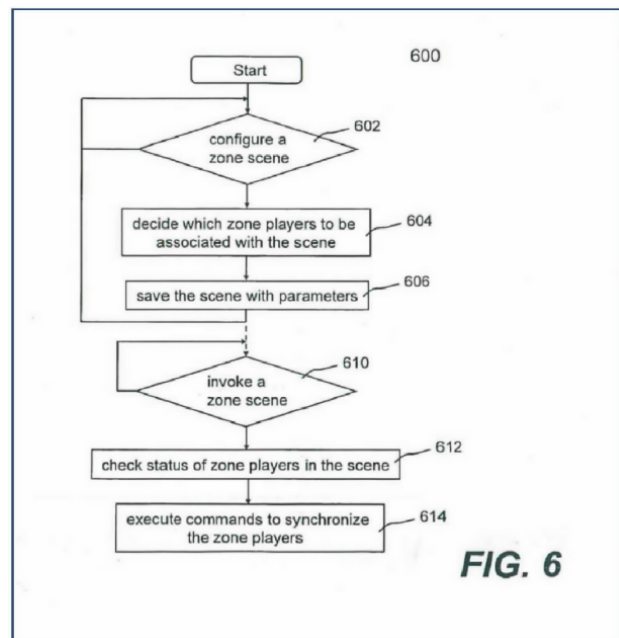 600
Start
602
configure a
zone scene
decide which zone players to be
associated with the scene
604
save the scene with parameters
606
610
invoke a
zone scene
check status of zone players in the scene
612
execute commands to synchronize
the zone players
614
FIG. 6